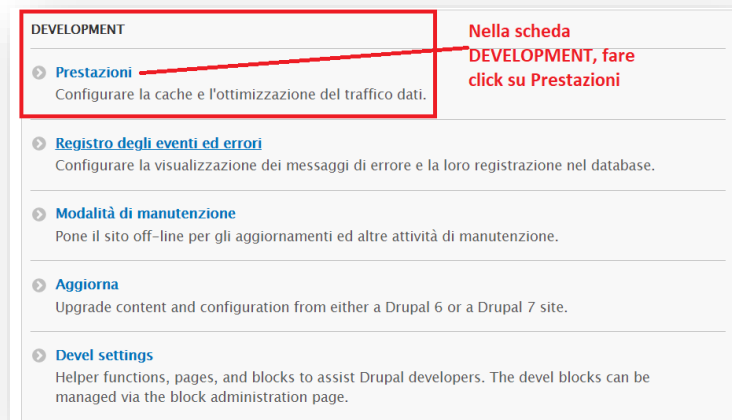 DEVELOPMENT
Nella scheda
DEVELOPMENT, fare
click su Prestazioni
Prestazioni
Configurare la cache e l'ottimizzazione del traffico dati.
Registro degli eventi ed errori
Configurare la visualizzazione dei messaggi di errore e la loro registrazione nel database.
Modalità di manutenzione
Pone il sito off-line per gli aggiornamenti ed altre attività di manutenzione.
Aggiorna
Upgrade content and configuration from either a Drupal 6 or a Drupal 7 site.
Devel settings
Helper functions, pages, and blocks to assist Drupal developers. The devel blocks can be
managed via the block administration page.